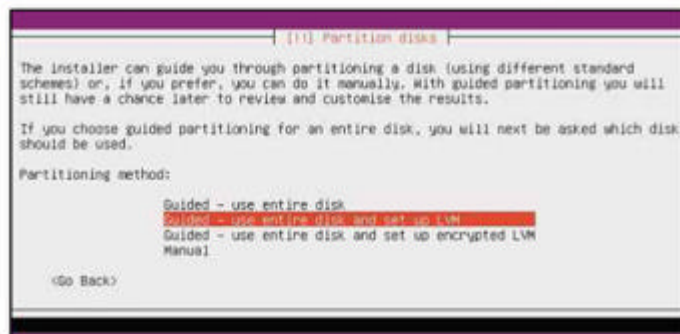 [!!] Partition disks
The installer can guide you through partitioning a disk (using different standard
schemes) or, if you prefer, you can do it manually. With guided partitioning you will
still have a chance later to review and customise the results.
If you choose guided partitioning for an entire disk, you will next be asked which disk
should be used.
Partitioning method:
Guided - use entire disk
Guided - use entire disk and set up LVM
Guided - use entire disk and set up encrypted LVM
Manual
<Go Back>